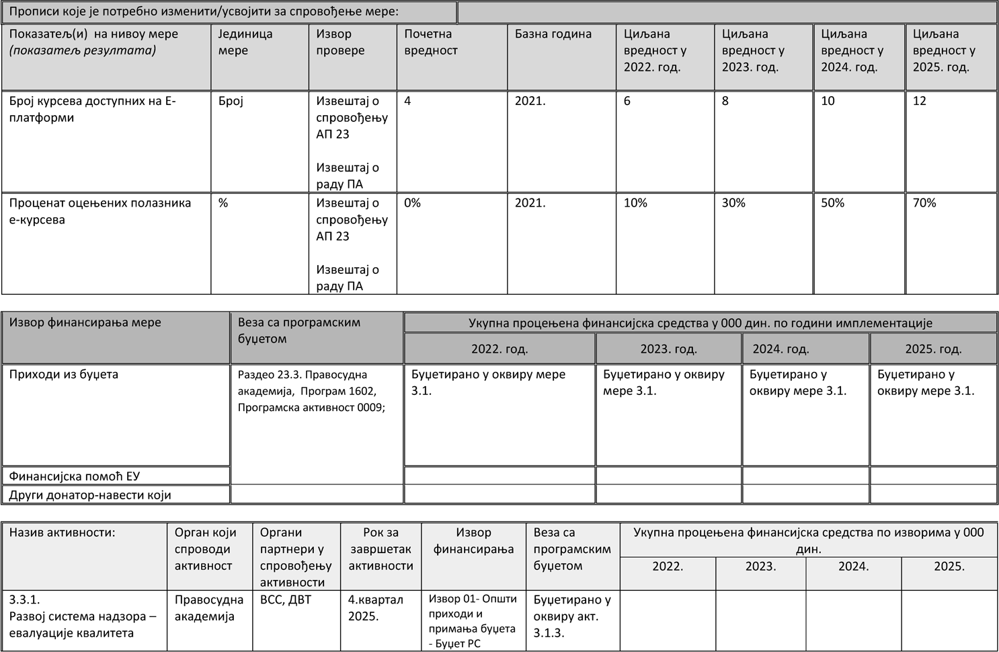 Прописи које је потребно изменити/усвојити за спровођење мере:
Показатељ(и) на нивоу мере (показатељ резултата)
Јединица мере
Извор провере
Почетна вредност
Базна година
Циљана вредност у 2022. год.
Циљана вредност у 2023. год.
Циљана вредност у 2024. год.
Циљана вредност у 2025. год.
Број курсева доступних на Е-
платформи
Број
Извештај о
спровођењу
АП 23
Извештај о
раду ПА
4
2021.
6
8
10
12
Проценат оцењених полазника
е-курсева
%
Извештај о
спровођењу
АП 23
Извештај о
раду ПА
0%
2021.
10%
30%
50%
70%
Извор финансирања мере
Веза са програмским
буџетом
Укупна процењена финансијска средства у 000 дин. по години имплементације
2022. год.
2023. год.
2024. год.
2025. год.
Приходи из буџета
Раздео 23.3. Правосудна
академија, Програм 1602,
Програмска активност 0009;
Буџетирано у оквиру мере
3.1.
Буџетирано у оквиру
мере 3.1.
Буџетирано у
оквиру мере 3.1.
Буџетирано у
оквиру мере 3.1.
Финансијска помоћ ЕУ
Други донатор-навести који
Назив активности:
Орган који
спроводи
активност
Органи
партнери у
спровођењу
активности
Рок за
завршетак
активности
Извор
финансирања
Веза са
програмским
буџетом
Укупна процењена финансијска средства по изворима у 000
дин.
2022.
2023.
2024.
2025.
3.3.1.
Развој система надзора –
евалуације квалитета
Правосудна
академија
ВСС, ДВТ
4.квартал
2025.
Извор 01- Општи
приходи и
примања буџета
- Буџет РС
Буџетирано у
оквиру акт.
3.1.3.